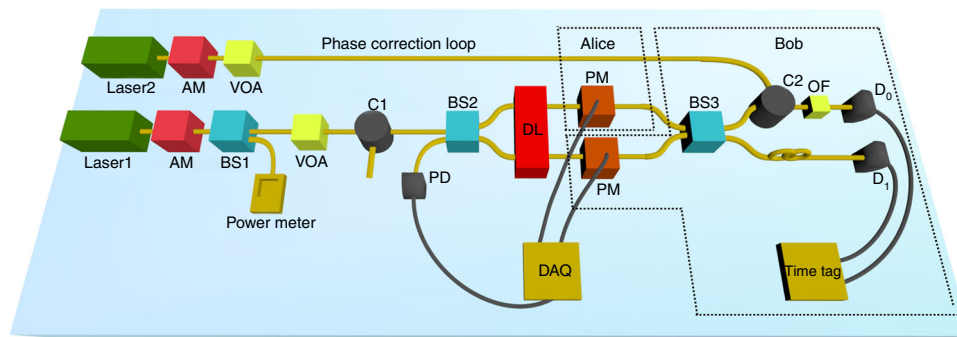 Phase correction loop
Alice
Bob
Laser2
AM
VOA
PM
C2
OF
D0
Laser1
AM
BS1
VOA
C1
BS2
DL
BS3
PD
PM
D1
Power meter
DAQ
Time tag